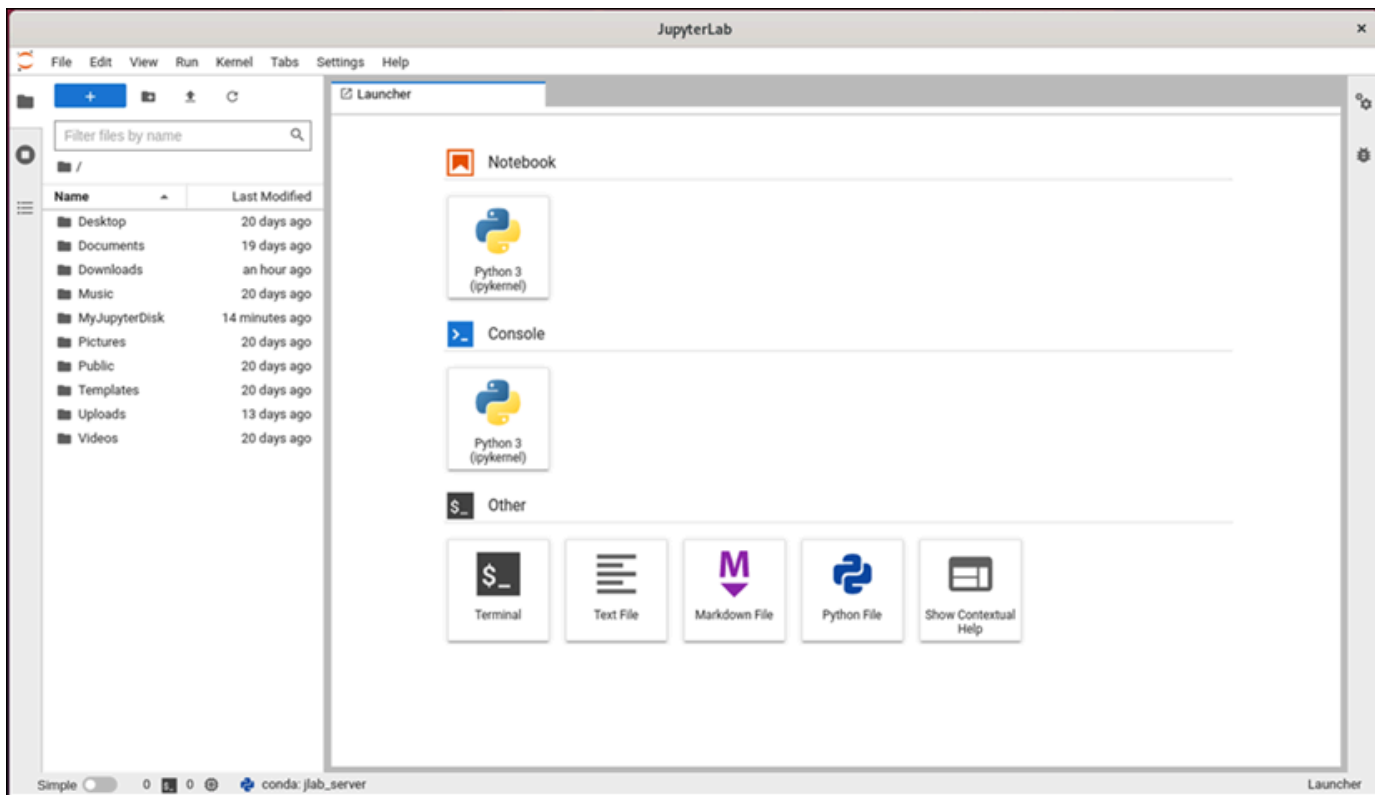 JupyterLab
File Edit View Run Kernel Tabs Settings Help
+
Launcher
Filter files by name
/
Name Last Modified
Desktop 20 days ago
Documents 19 days ago
Downloads an hour ago
Music 20 days ago
MyJupyterDisk 14 minutes ago
Pictures 20 days ago
Public 20 days ago
Templates 20 days ago
Uploads 13 days ago
Videos 20 days ago
Notebook
Python 3
(ipykernel)
>_ Console
Python 3
(ipykernel)
$_ Other
$_
Terminal
Text File
M
Markdown File
Python File
Show Contextual
Help
Simple 0 $_ 0 conda: jlab_server Launcher